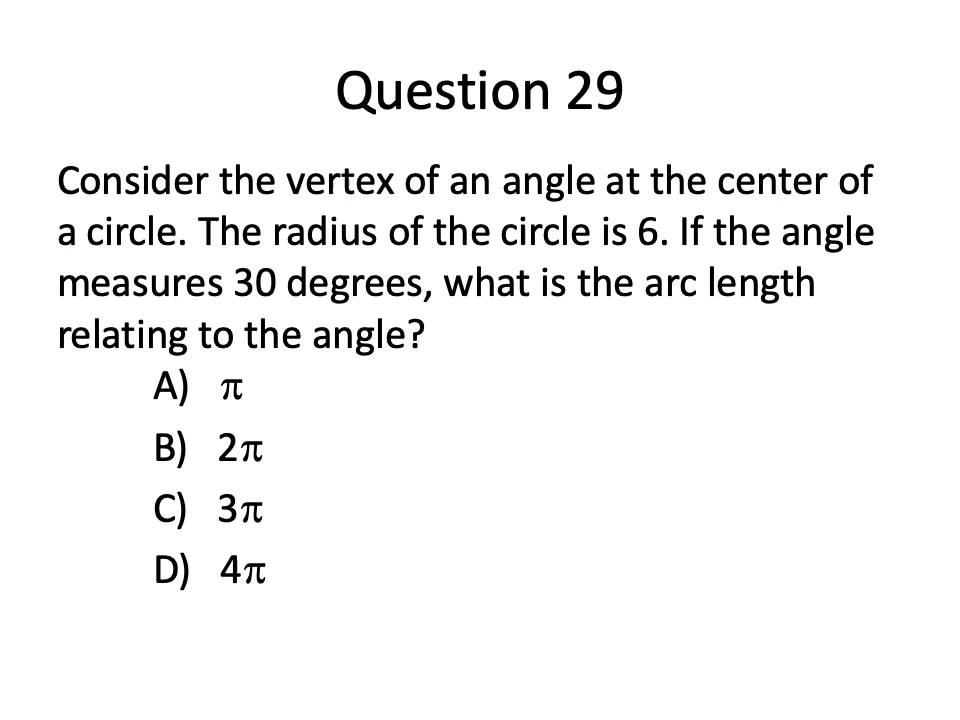 Question 29
Consider the vertex of an angle at the center of
a circle. The radius of the circle is 6. If the angle
measures 30 degrees, what is the arc length
relating to the angle?
A) π
B) 2π
C) 3π
D) 4π